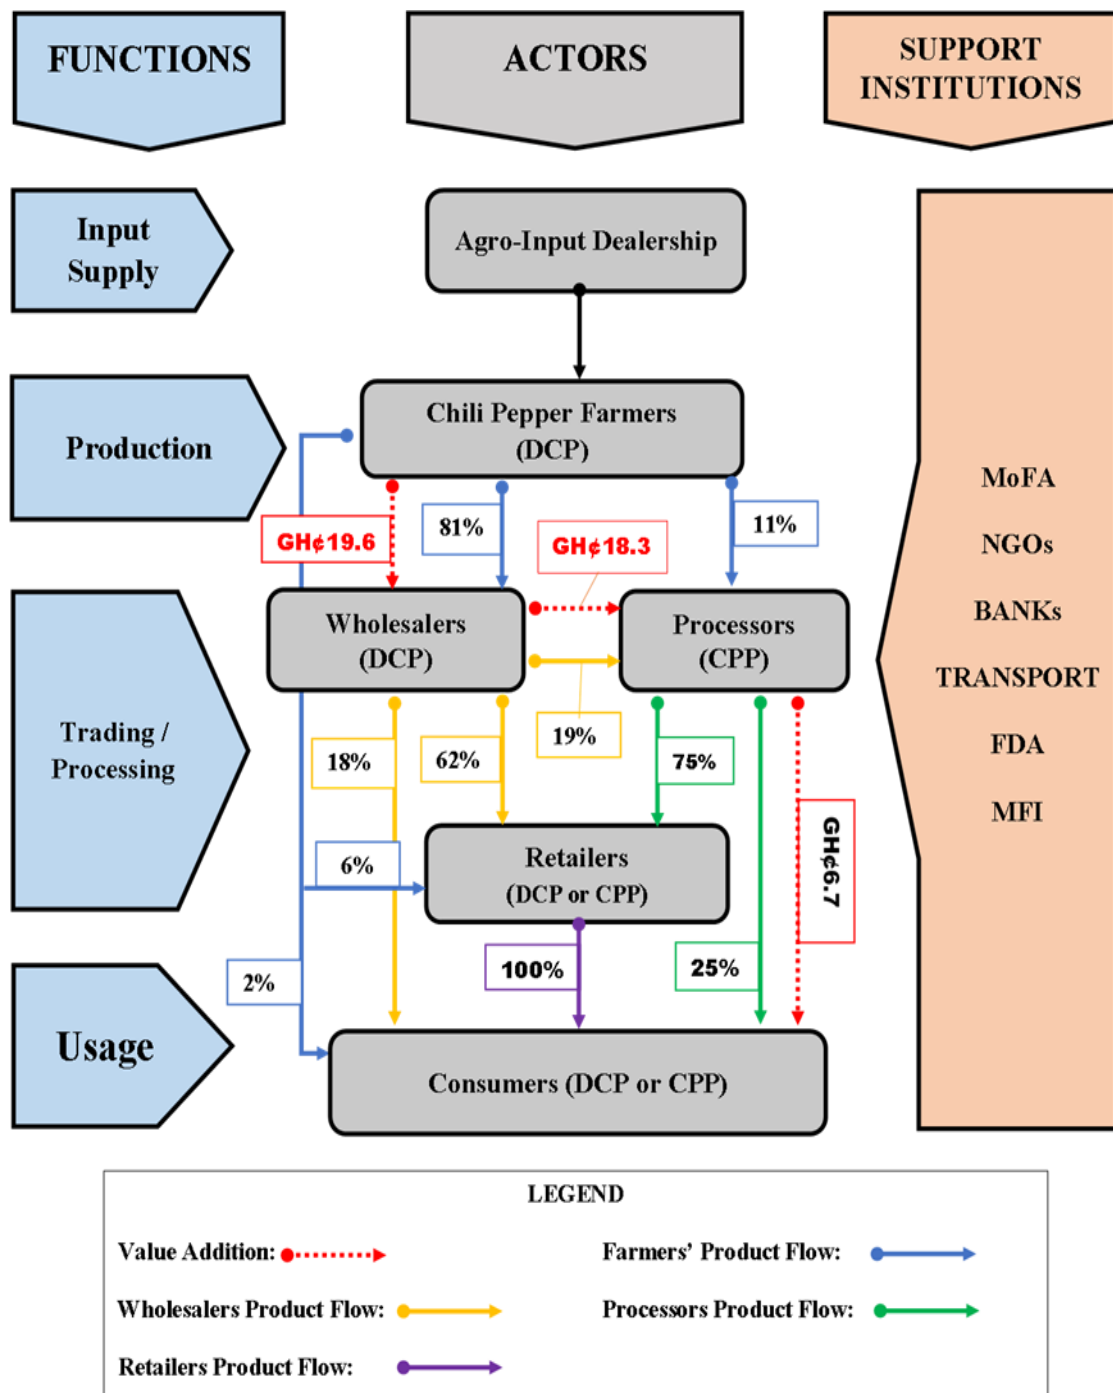 FUNCTIONS
ACTORS
SUPPORT
INSTITUTIONS
Input
Supply
Agro-Input Dealership
Production
Chili Pepper Farmers
(DCP)
GH¢19.6
81%
GH¢18.3
11%
MoFA
NGOs
BANKs
TRANSPORT
FDA
MFI
Trading /
Processing
Wholesalers
(DCP)
Processors
(CPP)
18%
62%
19%
75%
GH¢6.7
6%
Retailers
(DCP or CPP)
2%
100%
25%
Usage
Consumers (DCP or CPP)
LEGEND
Value Addition:
Farmers’ Product Flow:
Wholesalers Product Flow:
Processors Product Flow:
Retailers Product Flow: